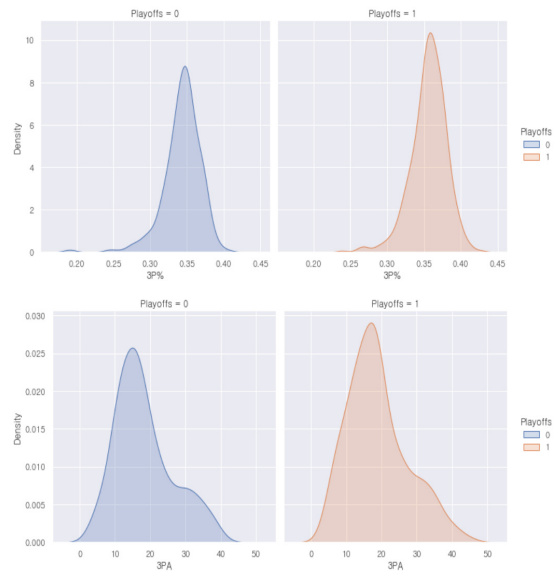 Playoffs = 0
Playoffs = 1
10
8
6
4
2
0
Density
0.20 0.25 0.30 0.35 0.40 0.45
3P%
0.20 0.25 0.30 0.35 0.40 0.45
3P%
Playoffs
0
1
Playoffs = 0
Playoffs = 1
0.030
0.025
0.020
0.015
0.010
0.005
0.000
Density
0 10 20 30 40 50
3PA
0 10 20 30 40 50
3PA
Playoffs
0
1